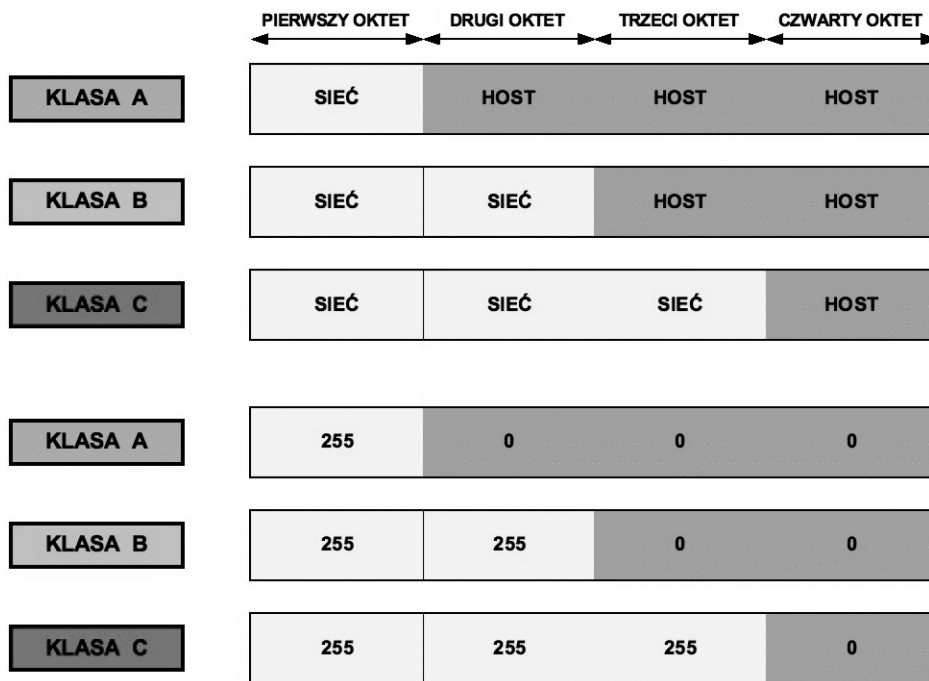 PIERWSZY OKTET DRUGI OKTET TRZECI OKTET CZWARTY OKTET
KLASA A SIEĆ HOST HOST HOST
KLASA B SIEĆ SIEĆ HOST HOST
KLASA C SIEĆ SIEĆ SIEĆ HOST
KLASA A 255 0 0 0
KLASA B 255 255 0 0
KLASA C 255 255 255 0